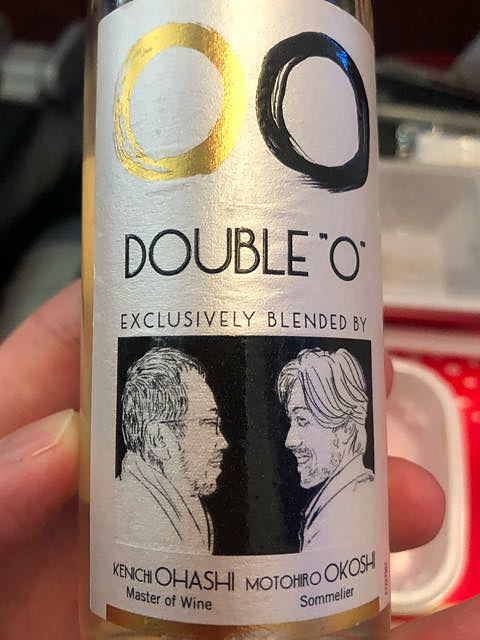 DOUBLE "O"
EXCLUSIVELY BLENDED BY
KENICHI OHASHI MOTOHIRO OKOSHI
Master of Wine Sommelier